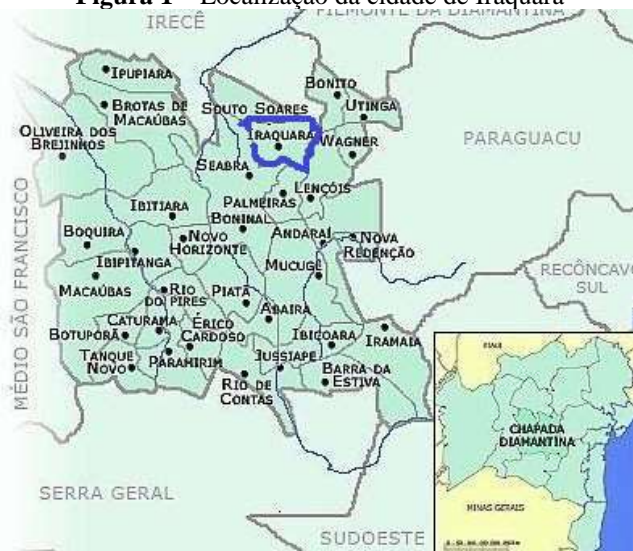 Figura 1 – Localização da cidade de Iraquara
IRECÊ
PIEMONTE DA DIAMANTINA
IPUPIARA
BONITO
BROTAS DE
MACAÚBAS
SOUTO SOARES
UTINGA
OLIVEIRA DOS
BREJINHOS
IRAQUARA
WAGNER
PARAGUACU
SEABRA
LENÇÓIS
PALMEIRAS
IBITIARA
BONINAL
BOQUIRA
NOVO
HORIZONTE
ANDARAÍ
NOVA
REDENÇÃO
IBIPITANGA
MUCUGÊ
RECÔNCAVO
SUL
MACAÚBAS
RIO
DO PIRES
PIATÃ
ABAÍRA
CATURAMA
ÉRICO
CARDOSO
IBICOARA
IRAMAIA
BOTUPORÃ
TANQUE
NOVO
PARAMIRIM
JUSSIAPE
BARRA DA
ESTIVA
RIO DE
CONTAS
MÉDIO SÃO FRANCISCO
SERRA GERAL
SUDOESTE
PIAUI
CHAPADA
DIAMANTINA
MINAS GERAIS